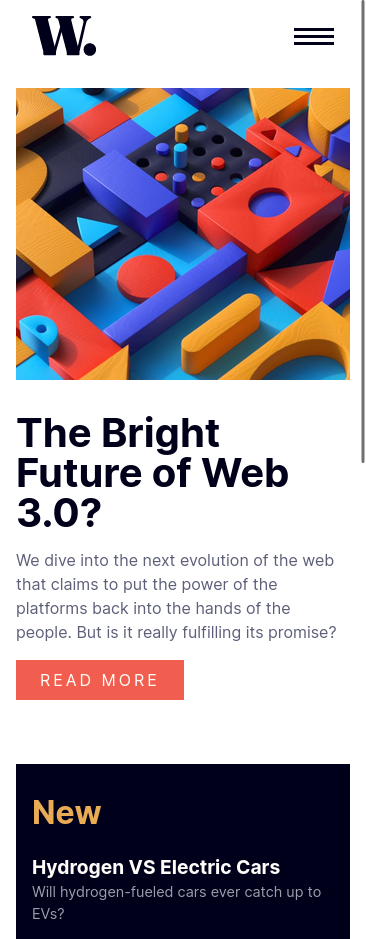 W.
The Bright
Future of Web
3.0?
We dive into the next evolution of the web
that claims to put the power of the
platforms back into the hands of the
people. But is it really fulfilling its promise?
READ MORE
New
Hydrogen VS Electric Cars
Will hydrogen-fueled cars ever catch up to
EVs?